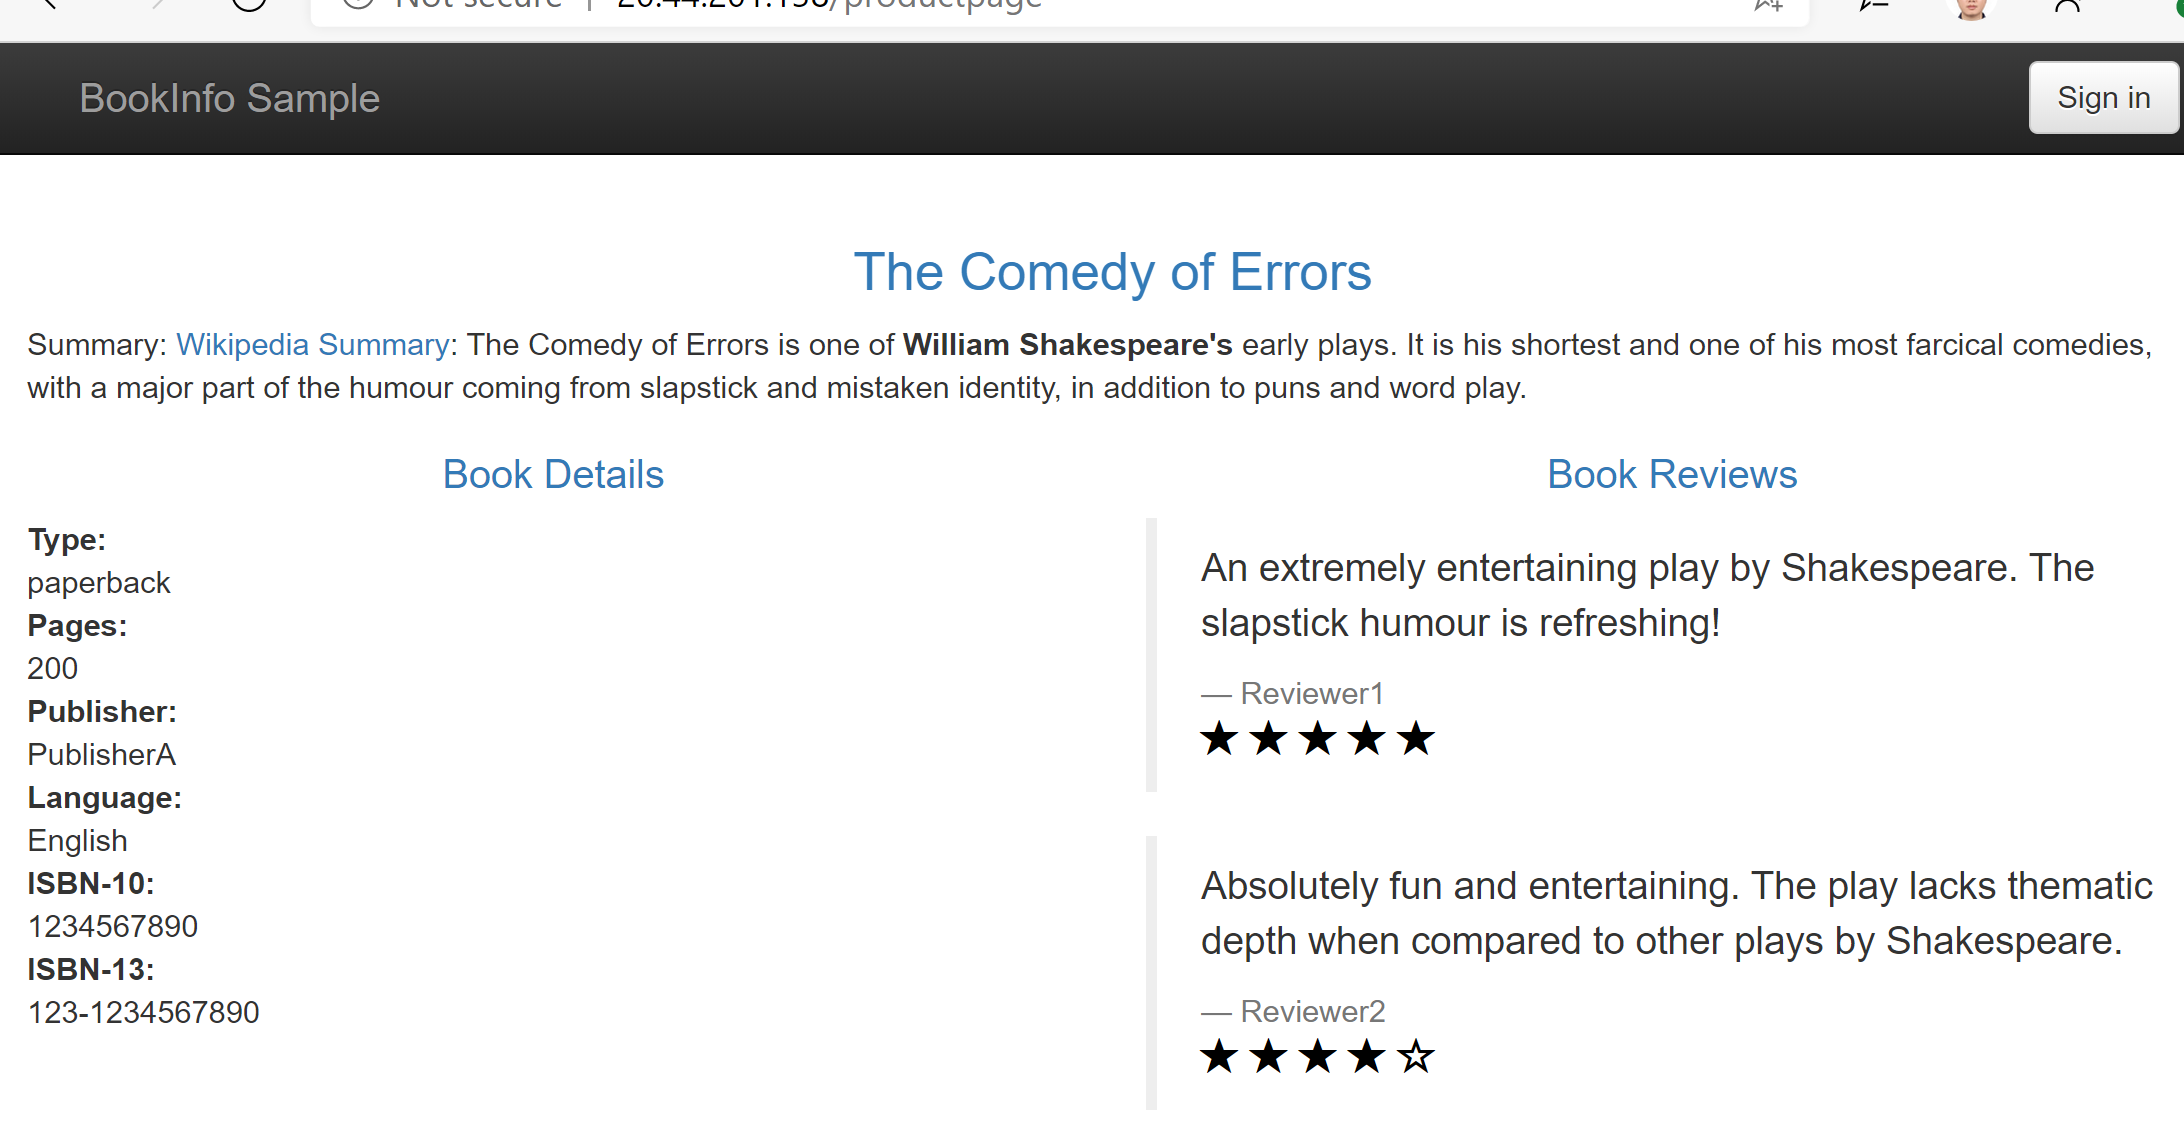 Not secure | 20.44.201.138/productpage
BookInfo Sample
Sign in
The Comedy of Errors
Summary: Wikipedia Summary: The Comedy of Errors is one of William Shakespeare's early plays. It is his shortest and one of his most farcical comedies,
with a major part of the humour coming from slapstick and mistaken identity, in addition to puns and word play.
Book Details
Type:
paperback
Pages:
200
Publisher:
PublisherA
Language:
English
ISBN-10:
1234567890
ISBN-13:
123-1234567890
Book Reviews
An extremely entertaining play by Shakespeare. The
slapstick humour is refreshing!
— Reviewer1
★ ★ ★ ★ ★
Absolutely fun and entertaining. The play lacks thematic
depth when compared to other plays by Shakespeare.
— Reviewer2
★ ★ ★ ★ ☆